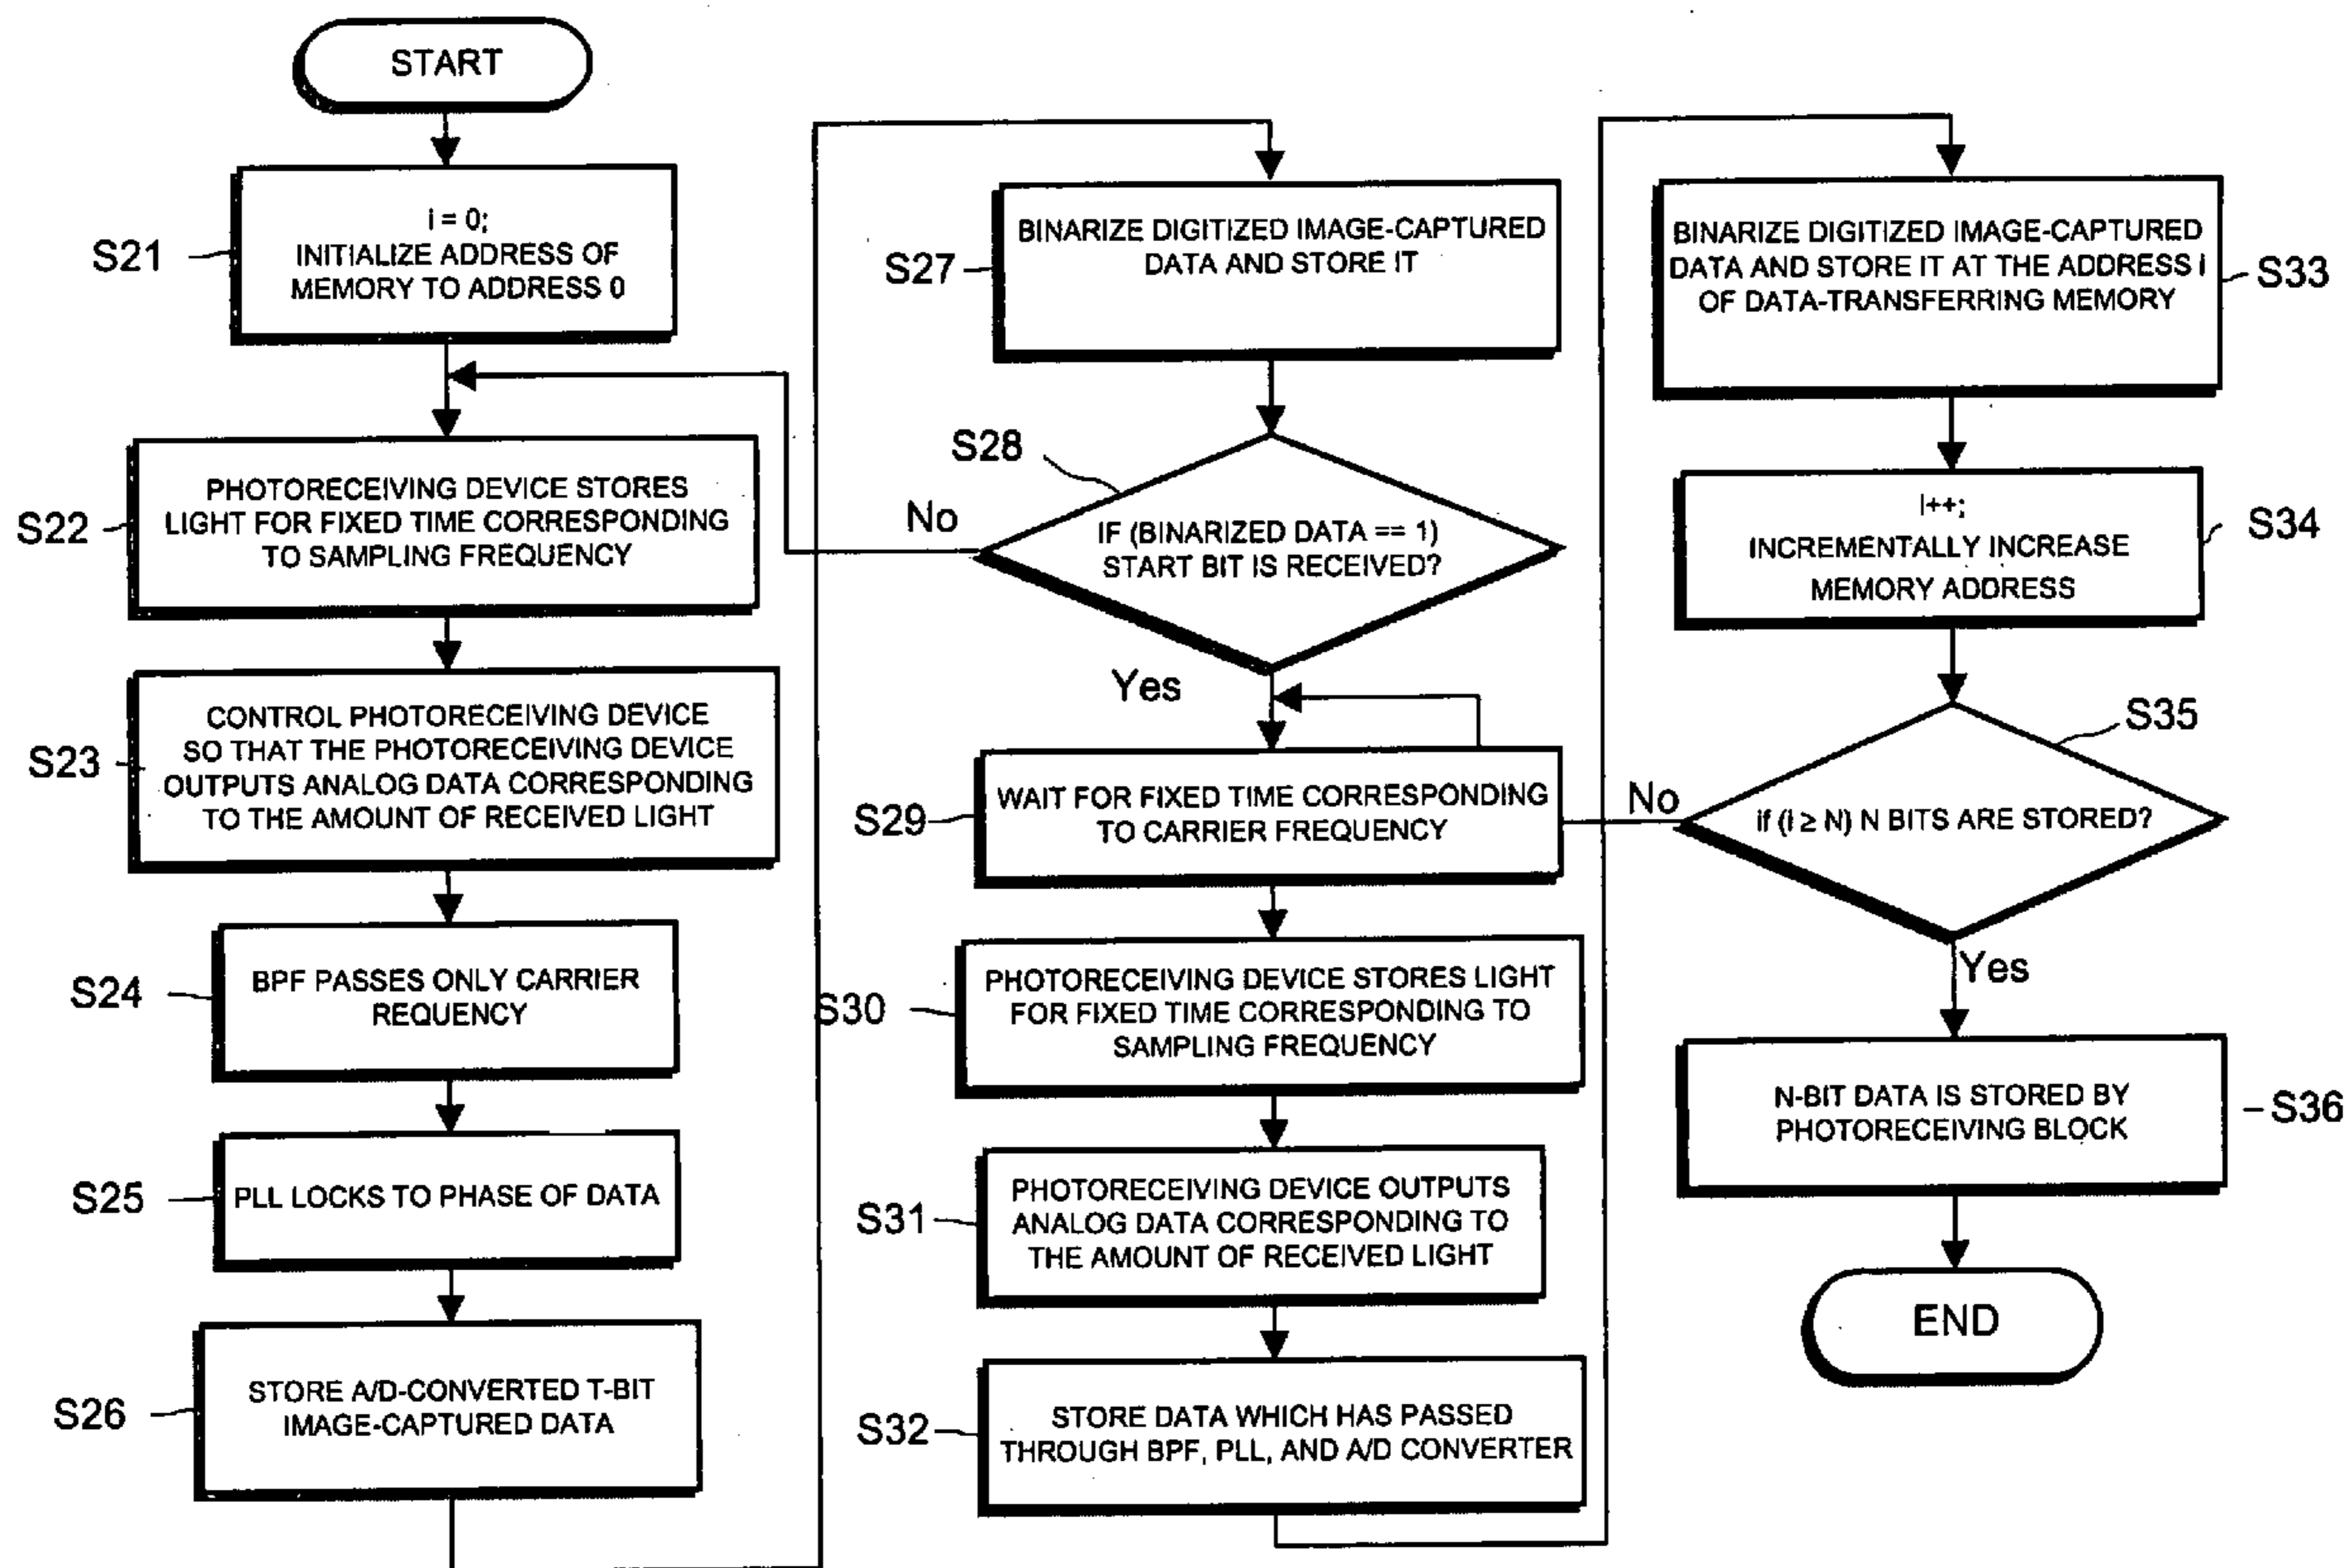 START
S21
i = 0;
INITIALIZE ADDRESS OF
MEMORY TO ADDRESS 0
S22
PHOTORECEIVING DEVICE STORES
LIGHT FOR FIXED TIME CORRESPONDING
TO SAMPLING FREQUENCY
S23
CONTROL PHOTORECEIVING DEVICE
SO THAT THE PHOTORECEIVING DEVICE
OUTPUTS ANALOG DATA CORRESPONDING
TO THE AMOUNT OF RECEIVED LIGHT
S24
BPF PASSES ONLY CARRIER
REQUENCY
S25
PLL LOCKS TO PHASE OF DATA
S26
STORE A/D-CONVERTED T-BIT
IMAGE-CAPTURED DATA
S27
BINARIZE DIGITIZED IMAGE-CAPTURED
DATA AND STORE IT
S28
No
IF (BINARIZED DATA == 1)
START BIT IS RECEIVED?
Yes
S29
WAIT FOR FIXED TIME CORRESPONDING
TO CARRIER FREQUENCY
S30
PHOTORECEIVING DEVICE STORES LIGHT
FOR FIXED TIME CORRESPONDING TO
SAMPLING FREQUENCY
S31
PHOTORECEIVING DEVICE OUTPUTS
ANALOG DATA CORRESPONDING TO
THE AMOUNT OF RECEIVED LIGHT
S32
STORE DATA WHICH HAS PASSED
THROUGH BPF, PLL, AND A/D CONVERTER
BINARIZE DIGITIZED IMAGE-CAPTURED
DATA AND STORE IT AT THE ADDRESS I
OF DATA-TRANSFERRING MEMORY
S33
I++;
INCREMENTALLY INCREASE
MEMORY ADDRESS
S34
S35
No
if (I ≥ N) N BITS ARE STORED?
Yes
N-BIT DATA IS STORED BY
PHOTORECEIVING BLOCK
S36
END